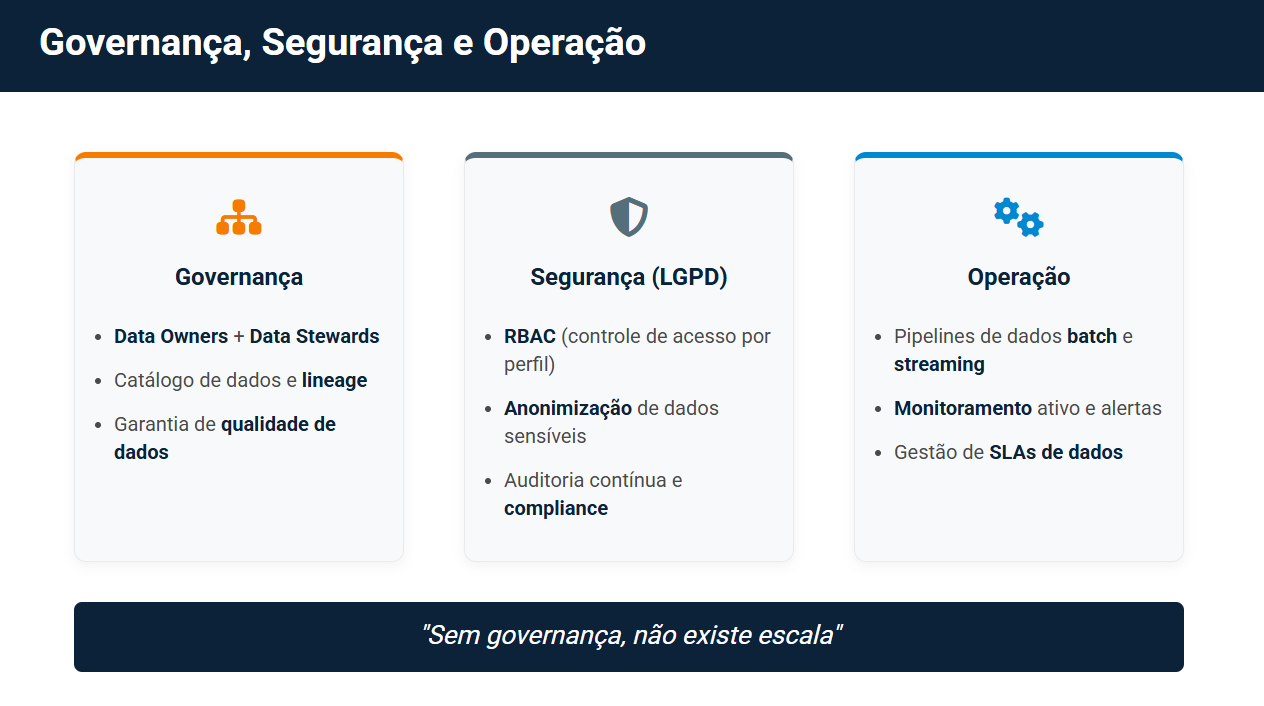 Governança, Segurança e Operação
Governança
• Data Owners + Data Stewards
• Catálogo de dados e lineage
• Garantia de qualidade de
dados
Segurança (LGPD)
• RBAC (controle de acesso por
perfil)
• Anonimização de dados
sensíveis
• Auditoria contínua e
compliance
Operação
• Pipelines de dados batch e
streaming
• Monitoramento ativo e alertas
• Gestão de SLAs de dados
"Sem governança, não existe escala"